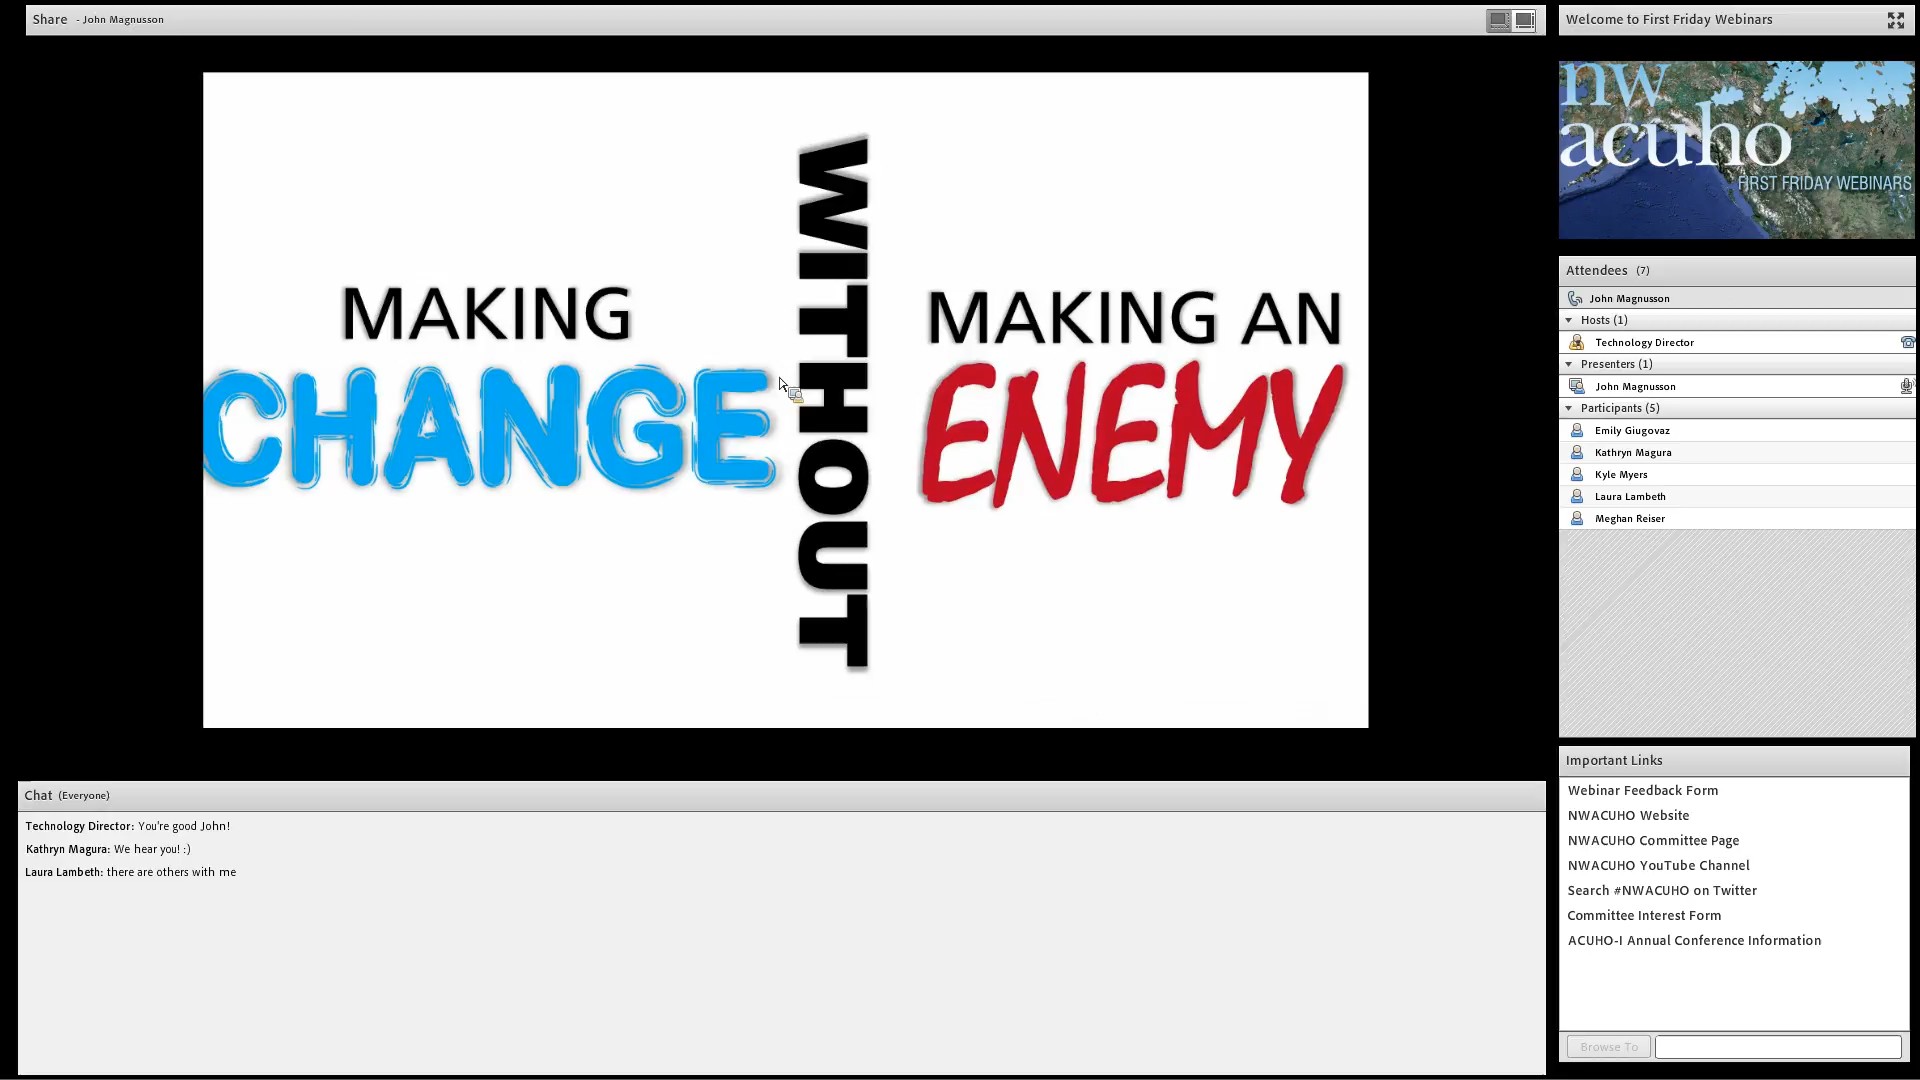 Share - John Magnusson
MAKING
CHANGE
WITHOUT
MAKING AN
ENEMY
Chat (Everyone)
Technology Director: You're good John!
Kathryn Magura: We hear you! :)
Laura Lambeth: there are others with me
Welcome to First Friday Webinars
nw
acuho
FIRST FRIDAY WEBINARS
Attendees (7)
John Magnusson
Hosts (1)
Technology Director
Presenters (1)
John Magnusson
Participants (5)
Emily Giugovaz
Kathryn Magura
Kyle Myers
Laura Lambeth
Meghan Reiser
Important Links
Webinar Feedback Form
NWACUHO Website
NWACUHO Committee Page
NWACUHO YouTube Channel
Search #NWACUHO on Twitter
Committee Interest Form
ACUHO-I Annual Conference Information
Browse To